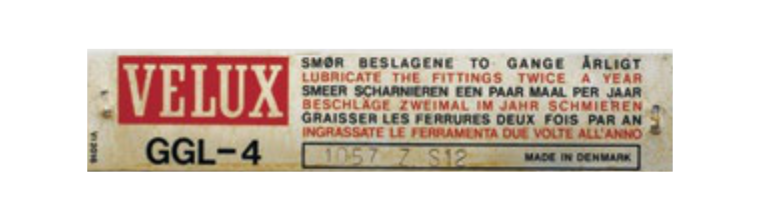 VELUX
GGL-4
SMØR BESLAGENE TO GANGE ÅRLIGT
LUBRICATE THE FITTINGS TWICE A YEAR
SMEER SCHARNIEREN EEN PAAR MAAL PER JAAR
BESCHLÄGE ZWEIMAL IM JAHR SCHMIEREN
GRAISSER LES FERRURES DEUX FOIS PAR AN
INGRASSATE LE FERRAMENTA DUE VOLTE ALL'ANNO
1057 Z S12 MADE IN DENMARK